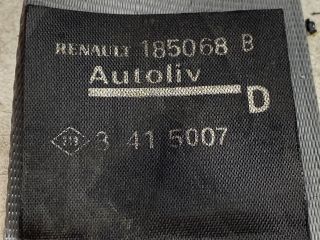 RENAULT 185068 B
Autoliv
D
3 41 5007